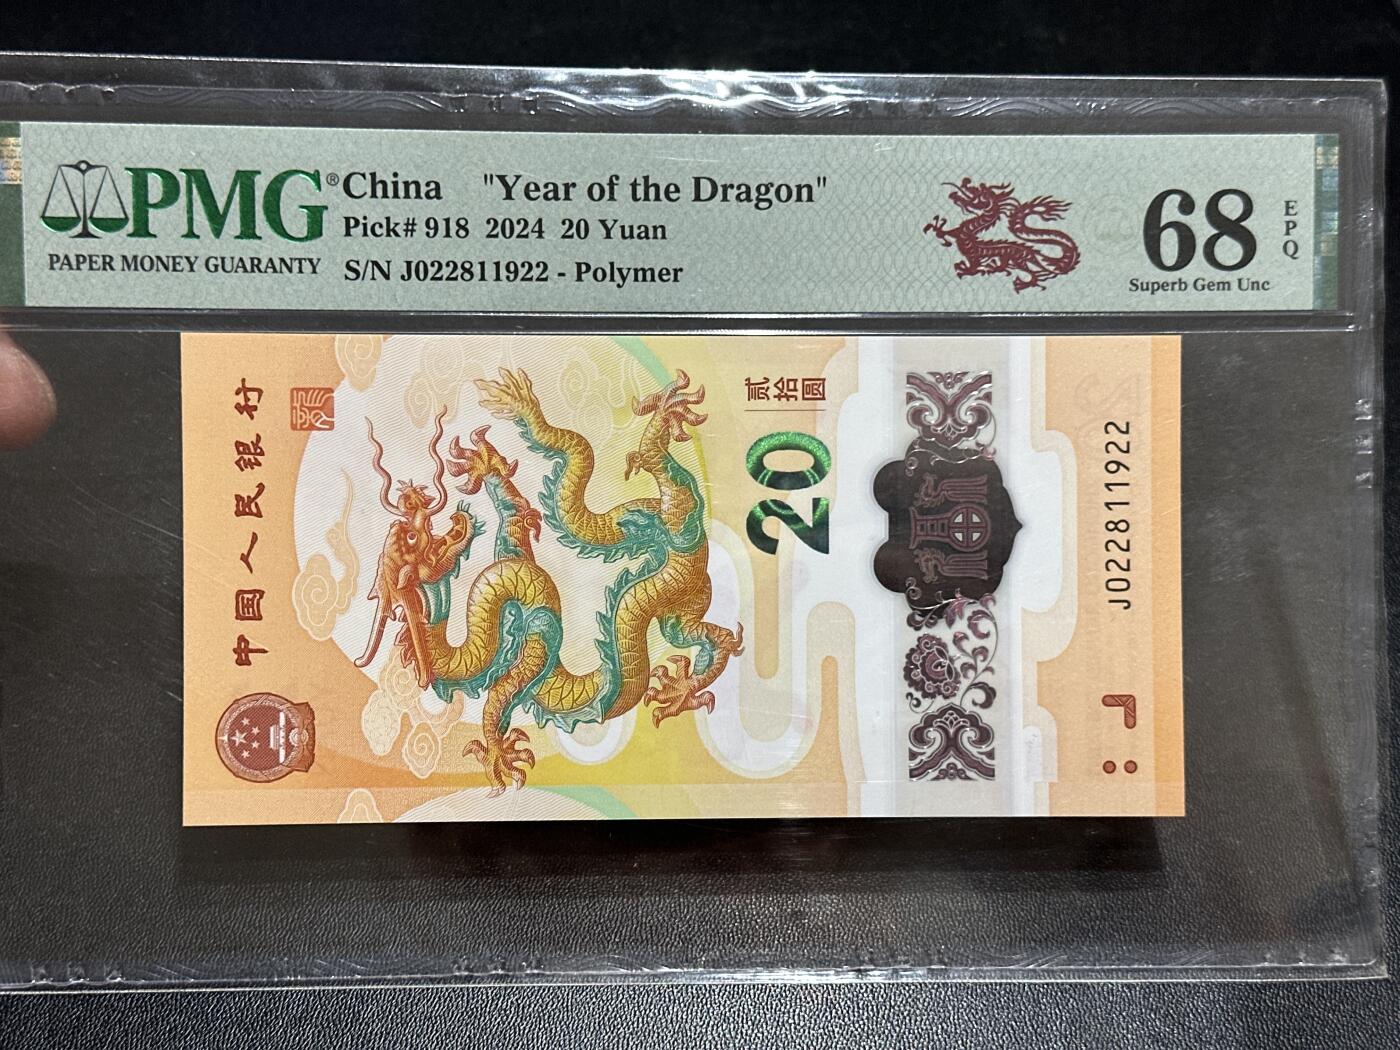 PMG®
PAPER MONEY GUARANTY
China "Year of the Dragon"
Pick# 918 2024 20 Yuan
S/N J022811922 - Polymer
68
EPQ
Superb Gem Unc
中国人民银行
贰拾圆
20
J022811922